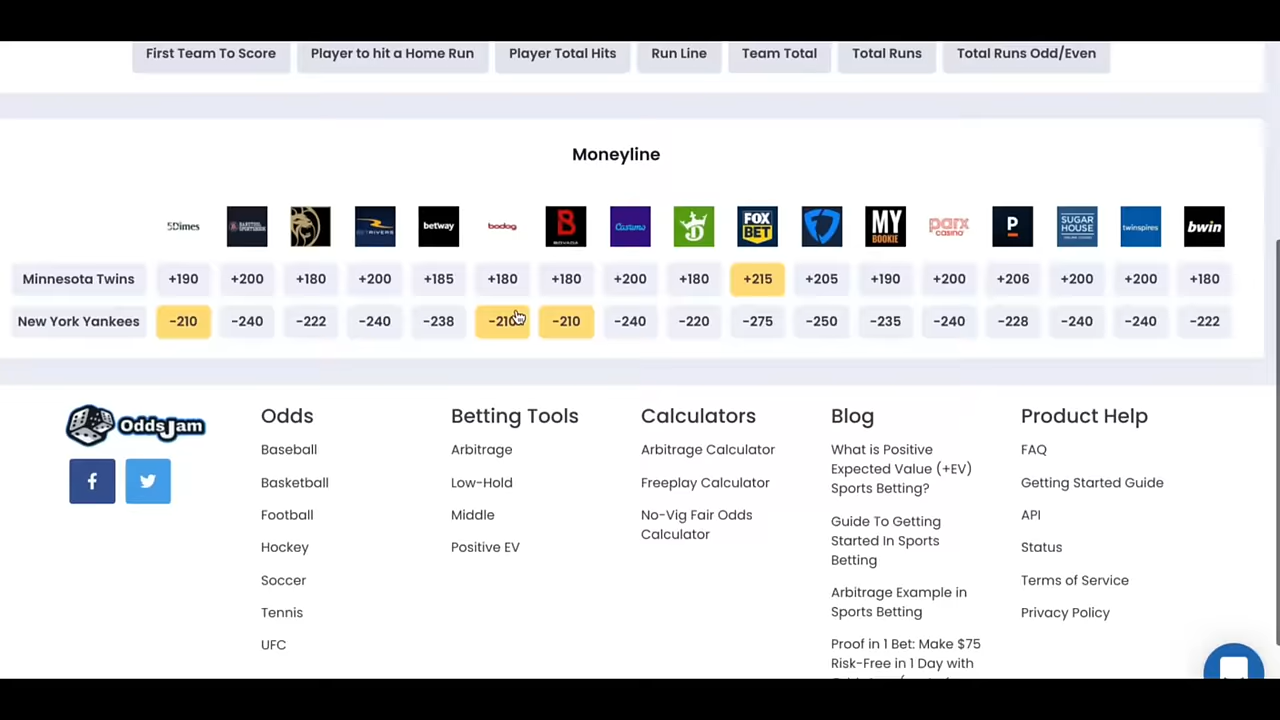 First Team To Score Player to hit a Home Run Player Total Hits Run Line Team Total Total Runs Total Runs Odd/Even
Moneyline
5Dimes betway bodog BOVADA Casumo FOX BET MY BOOKIE parx casino P SUGAR HOUSE twinspires bwin
Minnesota Twins +190 +200 +180 +200 +185 +180 +180 +200 +180 +215 +205 +190 +200 +206 +200 +200 +180
New York Yankees -210 -240 -222 -240 -238 -210 -210 -240 -220 -275 -250 -235 -240 -228 -240 -240 -222
OddsJam
Odds
Baseball
Basketball
Football
Hockey
Soccer
Tennis
UFC
Betting Tools
Arbitrage
Low-Hold
Middle
Positive EV
Calculators
Arbitrage Calculator
Freeplay Calculator
No-Vig Fair Odds
Calculator
Blog
What is Positive
Expected Value (+EV)
Sports Betting?
Guide To Getting
Started In Sports
Betting
Arbitrage Example in
Sports Betting
Proof in 1 Bet: Make $75
Risk-Free in 1 Day with
Product Help
FAQ
Getting Started Guide
API
Status
Terms of Service
Privacy Policy